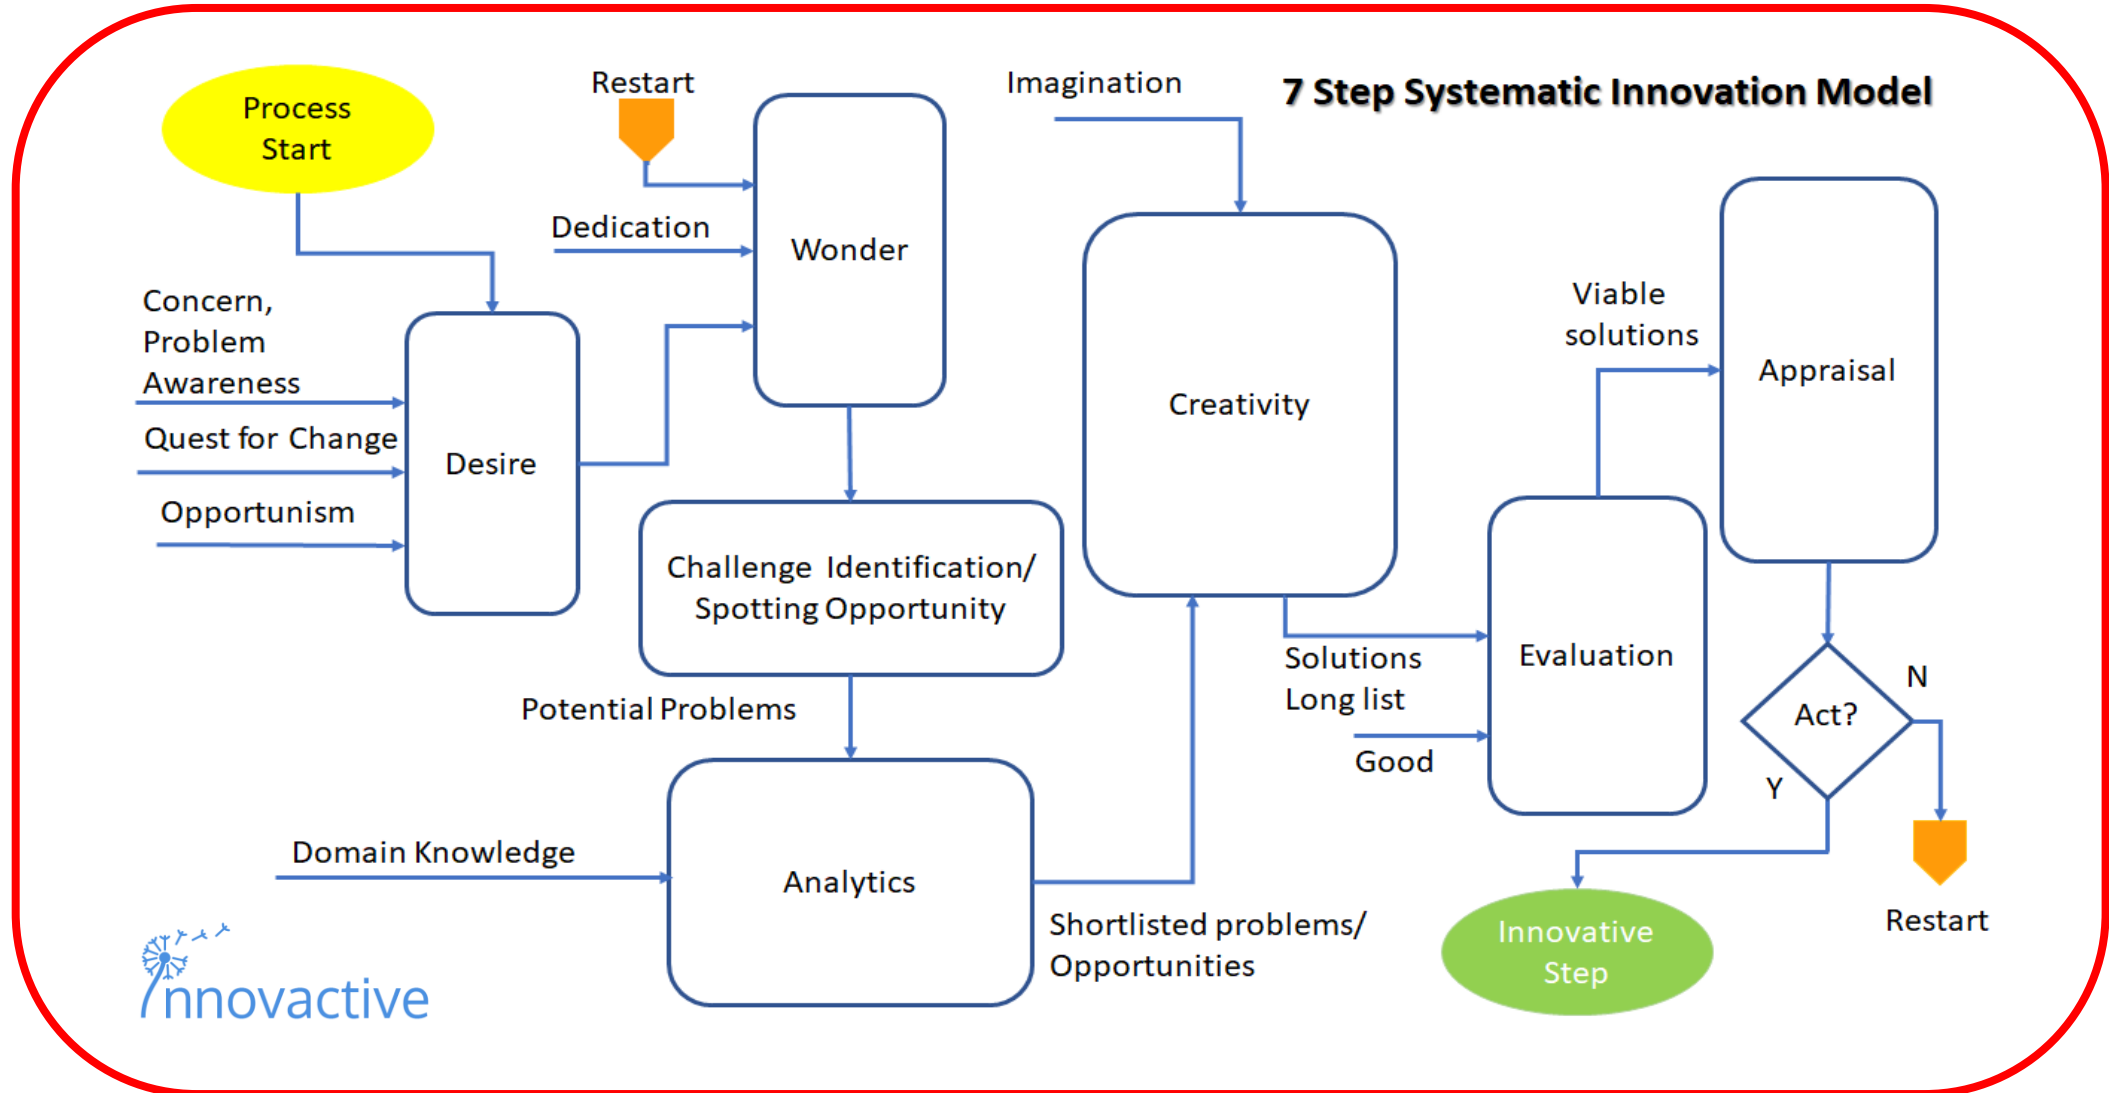 7 Step Systematic Innovation Model
Process
Start
Restart
Imagination
Dedication
Wonder
Concern,
Problem
Awareness
Quest for Change
Opportunism
Desire
Challenge Identification/
Spotting Opportunity
Potential Problems
Domain Knowledge
Analytics
Shortlisted problems/
Opportunities
Creativity
Solutions
Long list
Good
Evaluation
Viable
solutions
Appraisal
Act?
N
Y
Restart
Innovative
Step
Innovactive